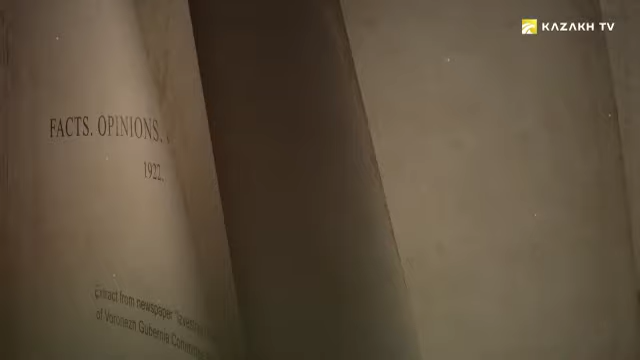 KAZAKH TV
FACTS. OPINIONS.
1922.
Extract from newspaper
of Voronezh Gubernia